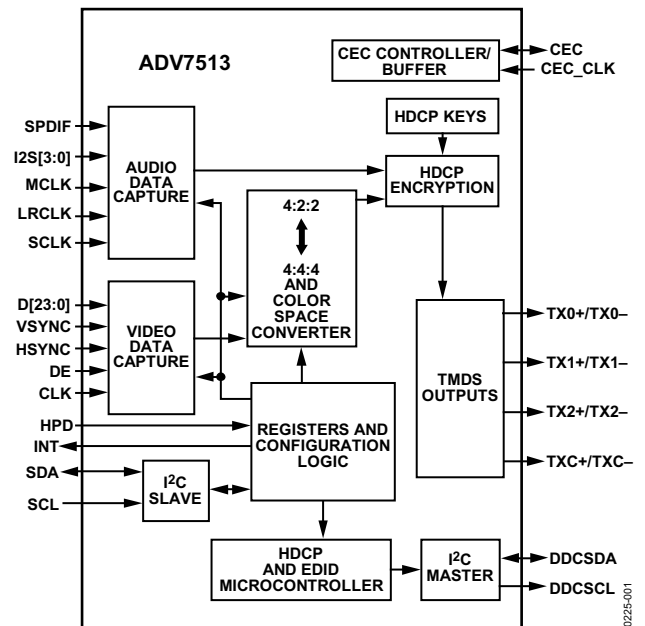 ADV7513
CEC CONTROLLER/
BUFFER
CEC
CEC_CLK
HDCP KEYS
SPDIF
I2S[3:0]
MCLK
LRCLK
SCLK
AUDIO
DATA
CAPTURE
HDCP
ENCRYPTION
4:2:2
4:4:4
AND
COLOR
SPACE
CONVERTER
D[23:0]
VSYNC
HSYNC
DE
CLK
VIDEO
DATA
CAPTURE
TMDS
OUTPUTS
TX0+/TX0–
TX1+/TX1–
TX2+/TX2–
TXC+/TXC–
HPD
INT
SDA
SCL
REGISTERS AND
CONFIGURATION
LOGIC
I²C
SLAVE
HDCP
AND EDID
MICROCONTROLLER
I²C
MASTER
DDCSDA
DDCSCL
0225-001